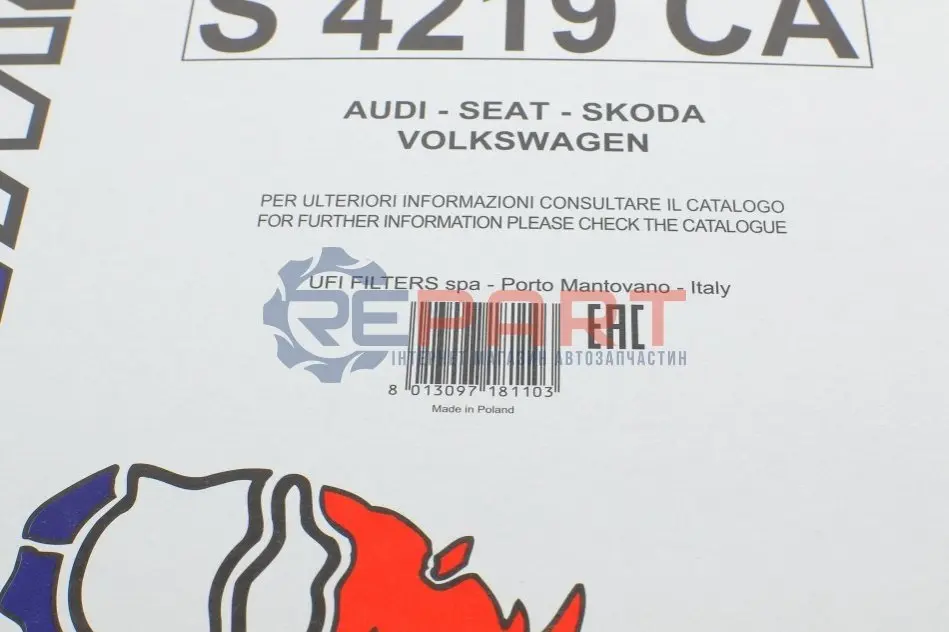 S 4219 CA
AUDI - SEAT - SKODA
VOLKSWAGEN
PER ULTERIORI INFORMAZIONI CONSULTARE IL CATALOGO
FOR FURTHER INFORMATION PLEASE CHECK THE CATALOGUE
UFI FILTERS spa - Porto Mantovano - Italy
REPART
ІНТЕРНЕТ МАГАЗИН АВТОЗАПЧАСТИН
EAC
8 013097 181103
Made in Poland